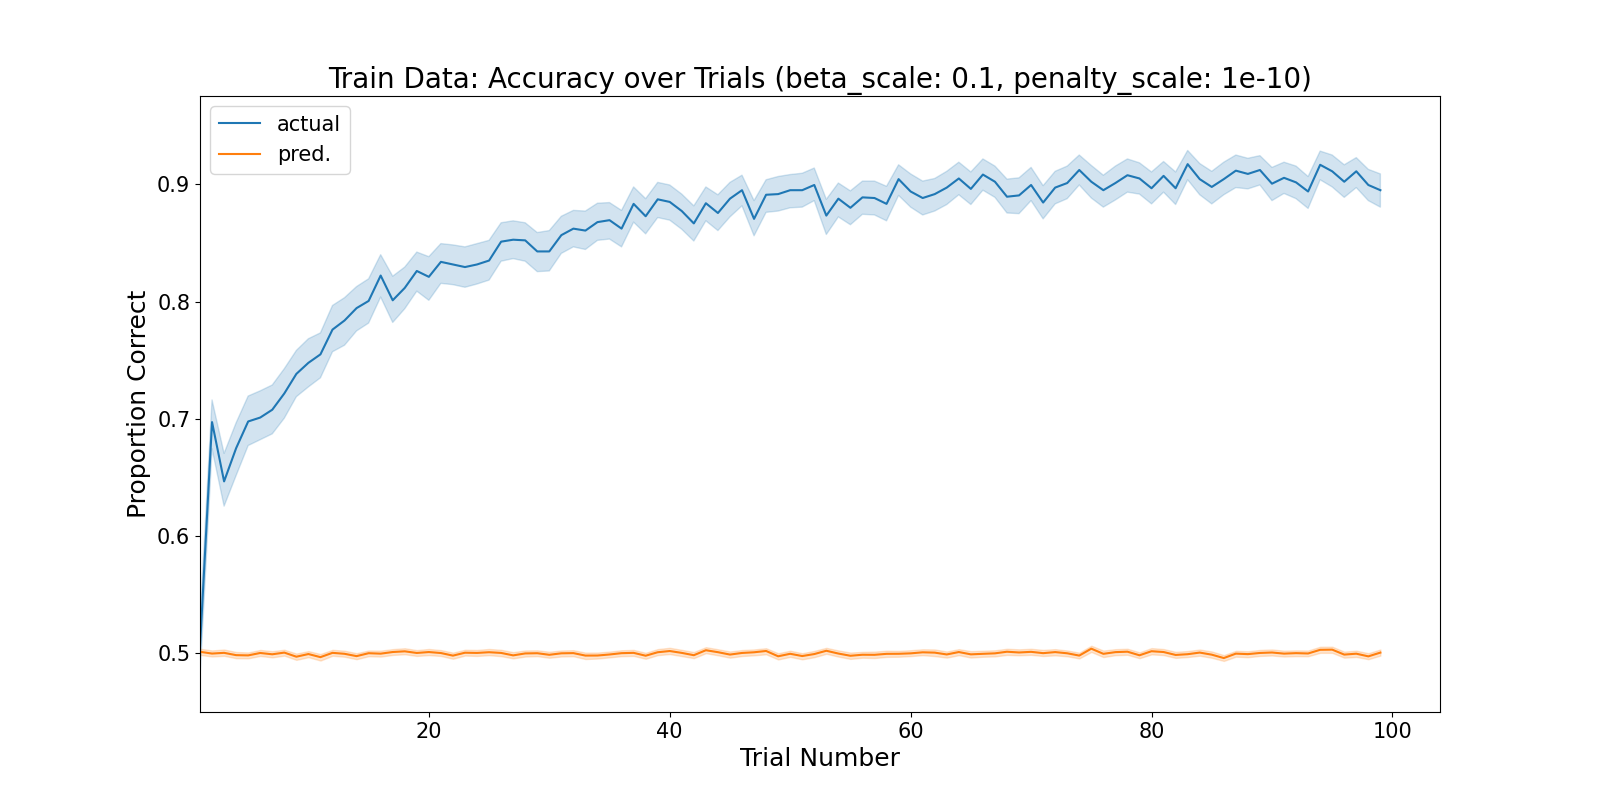 Train Data: Accuracy over Trials (beta_scale: 0.1, penalty_scale: 1e-10)
actual
pred.
Proportion Correct
0.9
0.8
0.7
0.6
0.5
20 40 60 80 100
Trial Number